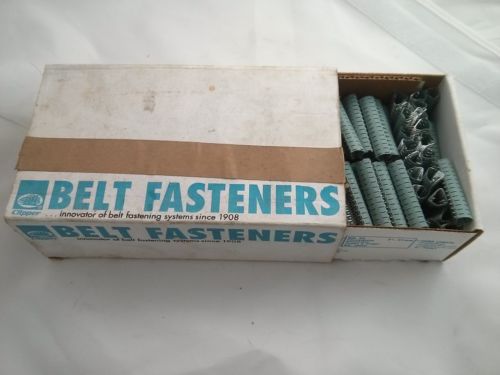 Clipper
BELT FASTENERS
...innovator of belt fastening systems since 1908
BELT FASTENERS
innovator of belt fastening systems since 1908